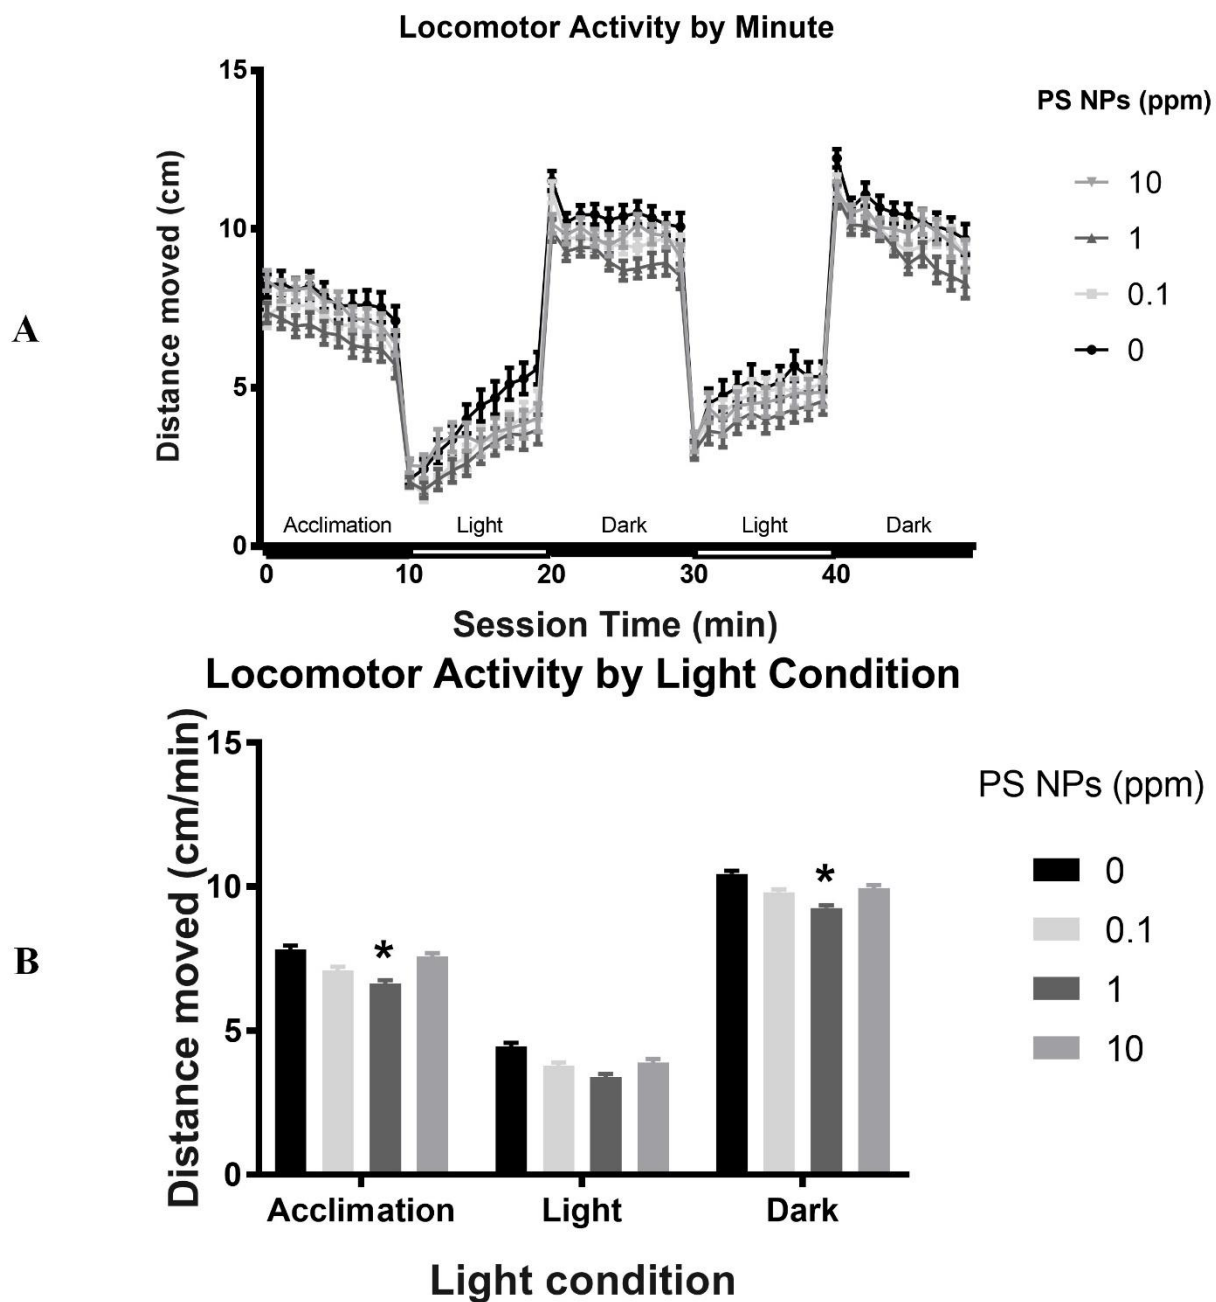 Locomotor Activity by Minute
A
Distance moved (cm)
15
10
5
0
Acclimation Light Dark Light Dark
0 10 20 30 40
Session Time (min)
PS NPs (ppm)
10
1
0.1
0
Locomotor Activity by Light Condition
B
Distance moved (cm/min)
15
10
5
0
*
*
Acclimation Light Dark
Light condition
PS NPs (ppm)
0
0.1
1
10